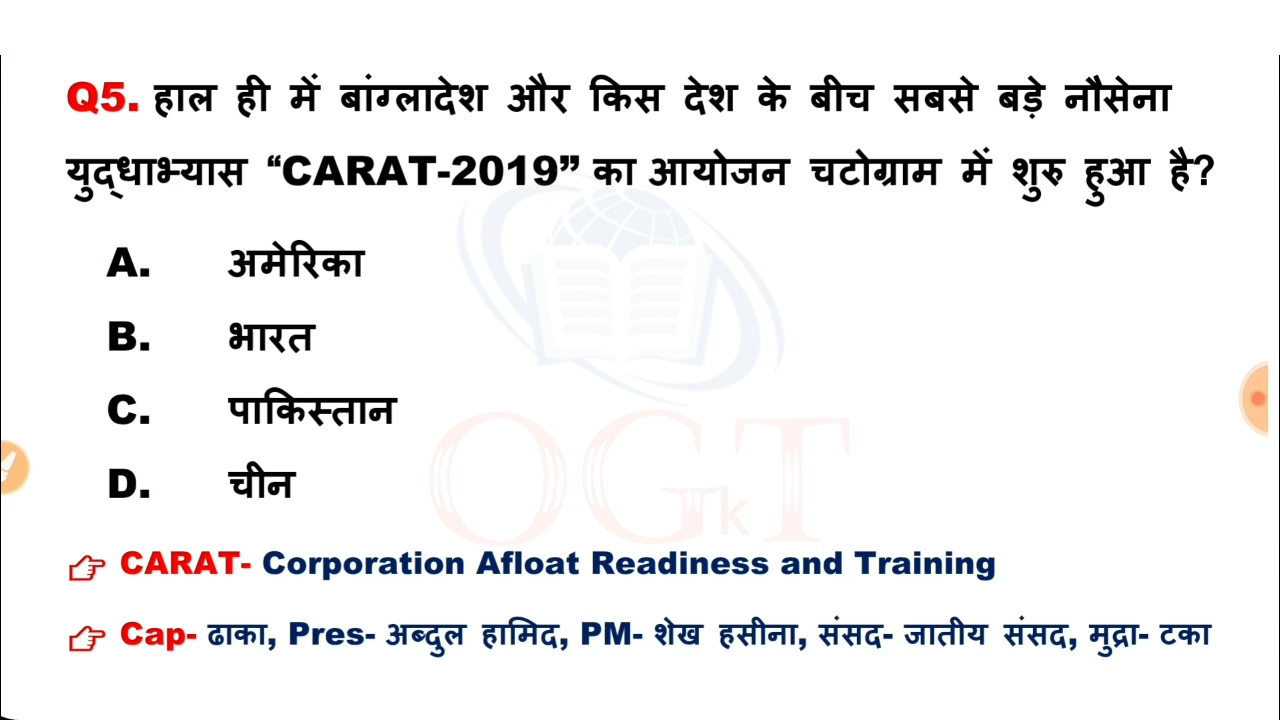 Q5. हाल ही में बांग्लादेश और किस देश के बीच सबसे बड़े नौसेना
युद्धाभ्यास “CARAT-2019” का आयोजन चटोग्राम में शुरु हुआ है?
A. अमेरिका
B. भारत
C. पाकिस्तान
D. चीन
OGkT
CARAT- Corporation Afloat Readiness and Training
Cap- ढाका, Pres- अब्दुल हामिद, PM- शेख हसीना, संसद- जातीय संसद, मुद्रा- टका